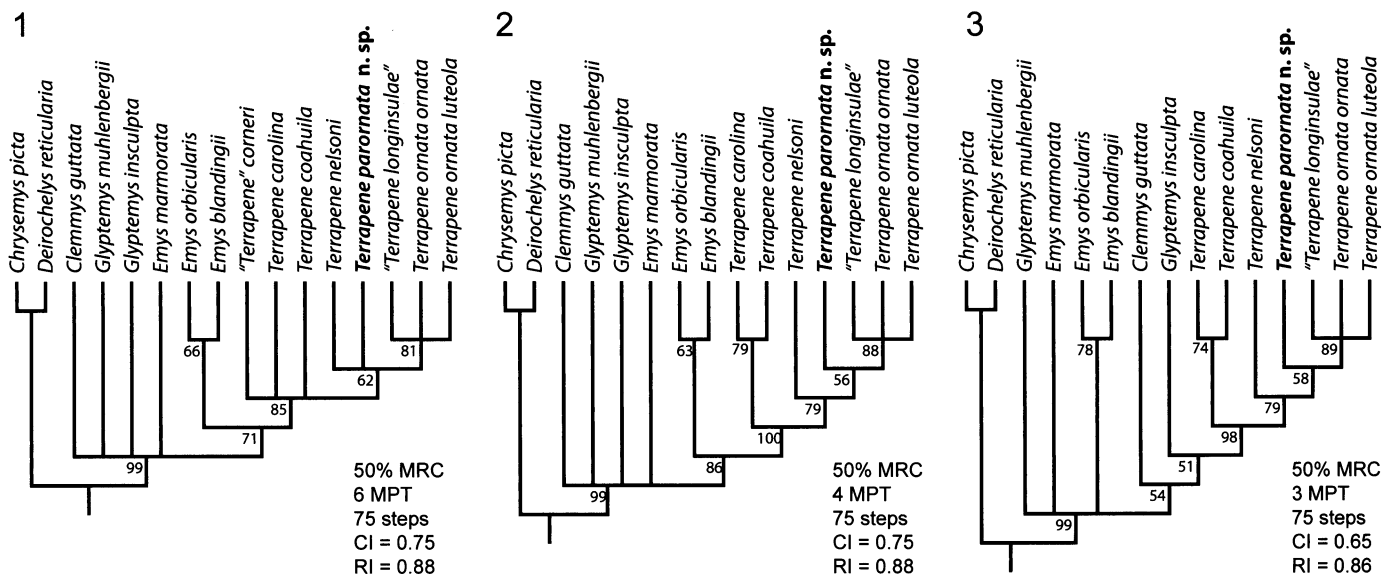 1
Chrysemys picta
Deirochelys reticularia
Clemmys guttata
Glyptemys muhlenbergii
Glyptemys insculpta
Emys marmorata
Emys orbicularis
Emys blandingii
"Terrapene" corneri
Terrapene carolina
Terrapene coahuila
Terrapene nelsoni
Terrapene parornata n. sp.
"Terrapene longinsulae"
Terrapene ornata ornata
Terrapene ornata luteola
66
81
62
85
71
99
50% MRC
6 MPT
75 steps
CI = 0.75
RI = 0.88
2
Chrysemys picta
Deirochelys reticularia
Clemmys guttata
Glyptemys muhlenbergii
Glyptemys insculpta
Emys marmorata
Emys orbicularis
Emys blandingii
Terrapene carolina
Terrapene coahuila
Terrapene nelsoni
Terrapene parornata n. sp.
"Terrapene longinsulae"
Terrapene ornata ornata
Terrapene ornata luteola
63
79
88
56
79
100
86
99
50% MRC
4 MPT
75 steps
CI = 0.75
RI = 0.88
3
Chrysemys picta
Deirochelys reticularia
Glyptemys muhlenbergii
Emys marmorata
Emys orbicularis
Emys blandingii
Clemmys guttata
Glyptemys insculpta
Terrapene carolina
Terrapene coahuila
Terrapene nelsoni
Terrapene parornata n. sp.
"Terrapene longinsulae"
Terrapene ornata ornata
Terrapene ornata luteola
78
74
89
58
79
98
51
54
99
50% MRC
3 MPT
75 steps
CI = 0.65
RI = 0.86